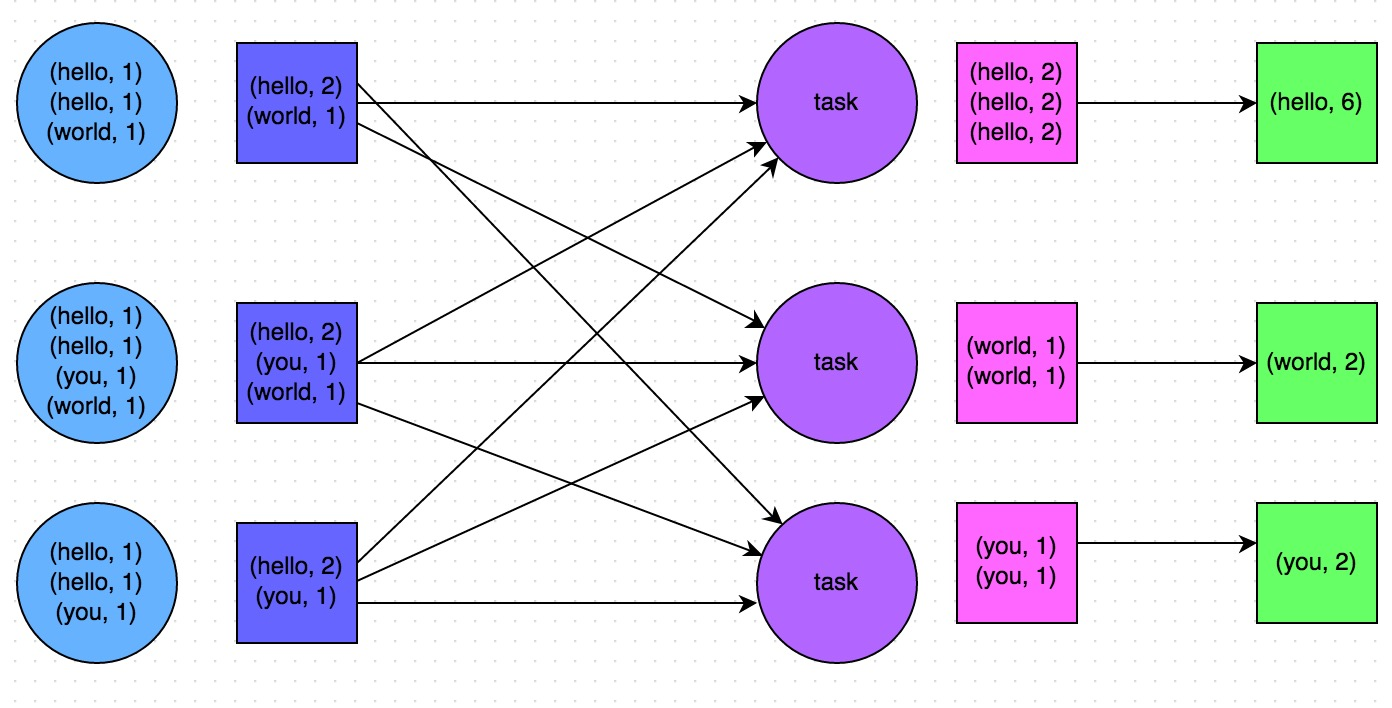 (hello, 1)
(hello, 1)
(world, 1)
(hello, 2)
(world, 1)
task
(hello, 2)
(hello, 2)
(hello, 2)
(hello, 6)
(hello, 1)
(hello, 1)
(you, 1)
(world, 1)
(hello, 2)
(you, 1)
(world, 1)
task
(world, 1)
(world, 1)
(world, 2)
(hello, 1)
(hello, 1)
(you, 1)
(hello, 2)
(you, 1)
task
(you, 1)
(you, 1)
(you, 2)